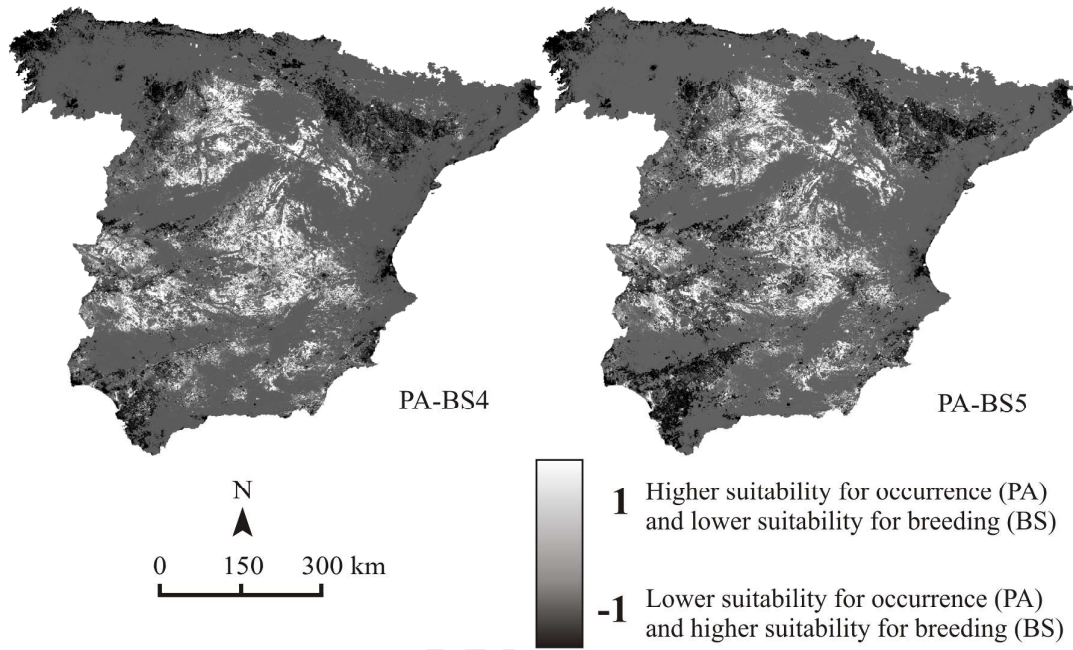 PA-BS4
PA-BS5
N
0 150 300 km
1 Higher suitability for occurrence (PA)
and lower suitability for breeding (BS)
-1 Lower suitability for occurrence (PA)
and higher suitability for breeding (BS)